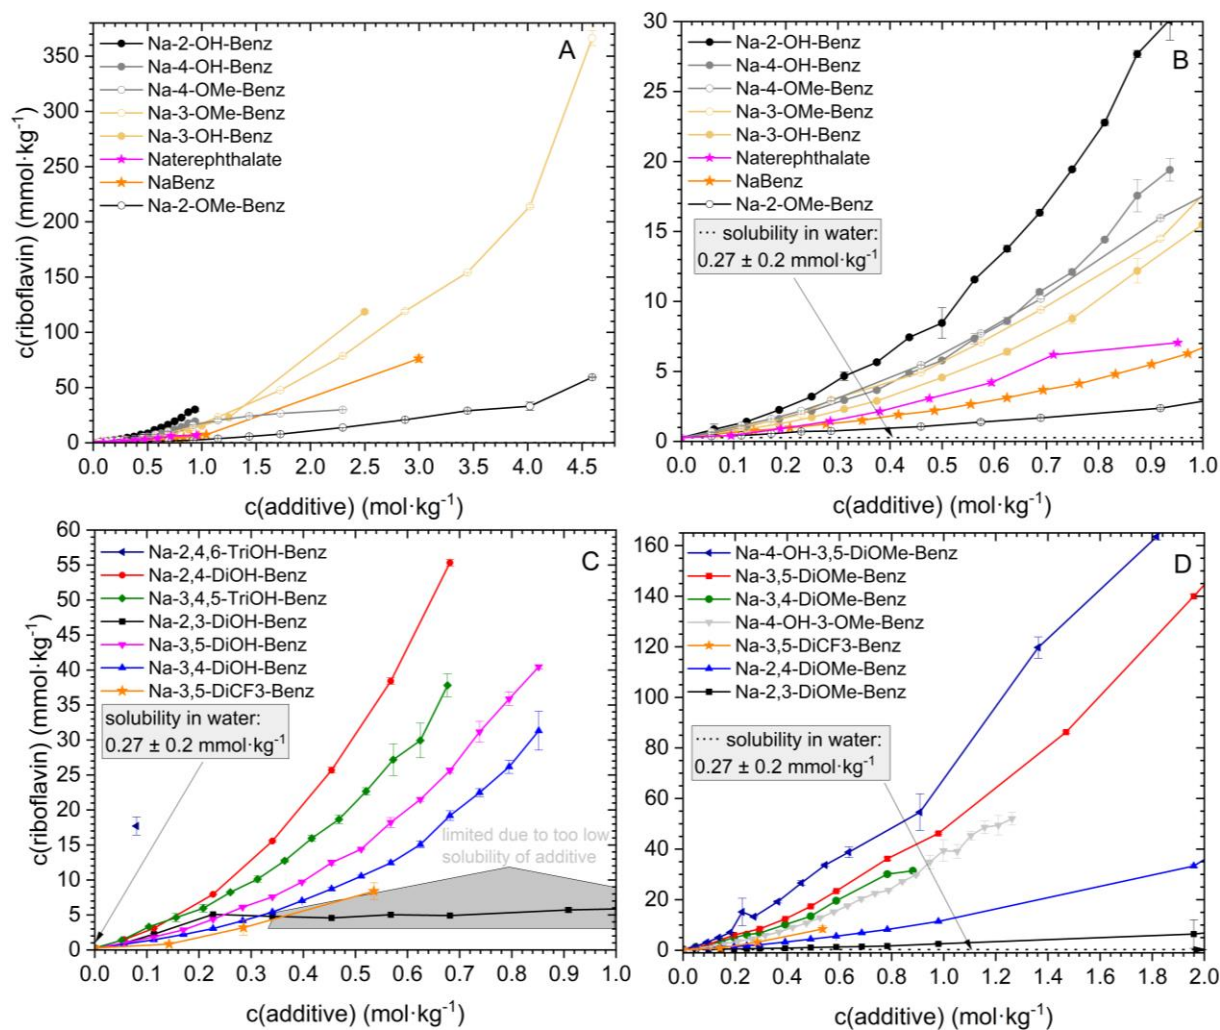 A
Na-2-OH-Benz
Na-4-OH-Benz
Na-4-OMe-Benz
Na-3-OMe-Benz
Na-3-OH-Benz
Naterephthalate
NaBenz
Na-2-OMe-Benz
350
300
250
200
150
100
50
0
0.0 0.5 1.0 1.5 2.0 2.5 3.0 3.5 4.0 4.5
c(riboflavin) (mmol·kg⁻¹)
c(additive) (mol·kg⁻¹)
B
Na-2-OH-Benz
Na-4-OH-Benz
Na-4-OMe-Benz
Na-3-OMe-Benz
Na-3-OH-Benz
Naterephthalate
NaBenz
Na-2-OMe-Benz
solubility in water:
0.27 ± 0.2 mmol·kg⁻¹
30
25
20
15
10
5
0
0.0 0.1 0.2 0.3 0.4 0.5 0.6 0.7 0.8 0.9 1.0
c(riboflavin) (mmol·kg⁻¹)
c(additive) (mol·kg⁻¹)
C
Na-2,4,6-TriOH-Benz
Na-2,4-DiOH-Benz
Na-3,4,5-TriOH-Benz
Na-2,3-DiOH-Benz
Na-3,5-DiOH-Benz
Na-3,4-DiOH-Benz
Na-3,5-DiCF3-Benz
solubility in water:
0.27 ± 0.2 mmol·kg⁻¹
limited due to too low
solubility of additive
60
55
50
45
40
35
30
25
20
15
10
5
0
0.0 0.1 0.2 0.3 0.4 0.5 0.6 0.7 0.8 0.9 1.0
c(riboflavin) (mmol·kg⁻¹)
c(additive) (mol·kg⁻¹)
D
Na-4-OH-3,5-DiOMe-Benz
Na-3,5-DiOMe-Benz
Na-3,4-DiOMe-Benz
Na-4-OH-3-OMe-Benz
Na-3,5-DiCF3-Benz
Na-2,4-DiOMe-Benz
Na-2,3-DiOMe-Benz
solubility in water:
0.27 ± 0.2 mmol·kg⁻¹
160
140
120
100
80
60
40
20
0
0.0 0.2 0.4 0.6 0.8 1.0 1.2 1.4 1.6 1.8 2.0
c(riboflavin) (mmol·kg⁻¹)
c(additive) (mol·kg⁻¹)